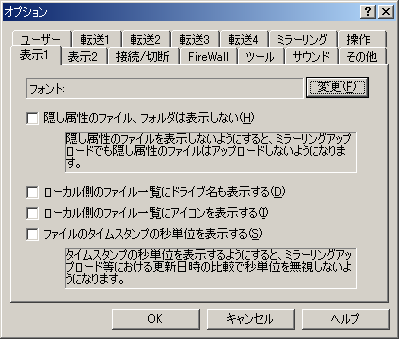 オプション
ユーザー 転送1 転送2 転送3 転送4 ミラーリング 操作
表示1 表示2 接続/切断 FireWall ツール サウンド その他
フォント: 変更(F)
隠し属性のファイル、フォルダは表示しない(H)
隠し属性のファイルを表示しないようにすると、ミラーリングアップ
ロードでも隠し属性のファイルはアップロードしないようになりま
す。
ローカル側のファイル一覧にドライブ名も表示する(D)
ローカル側のファイル一覧にアイコンを表示する(I)
ファイルのタイムスタンプの秒単位を表示する(S)
タイムスタンプの秒単位を表示するようにすると、ミラーリングアッ
プロード等における更新日時の比較で秒単位を無視しないよ
うになります。
OK キャンセル ヘルプ